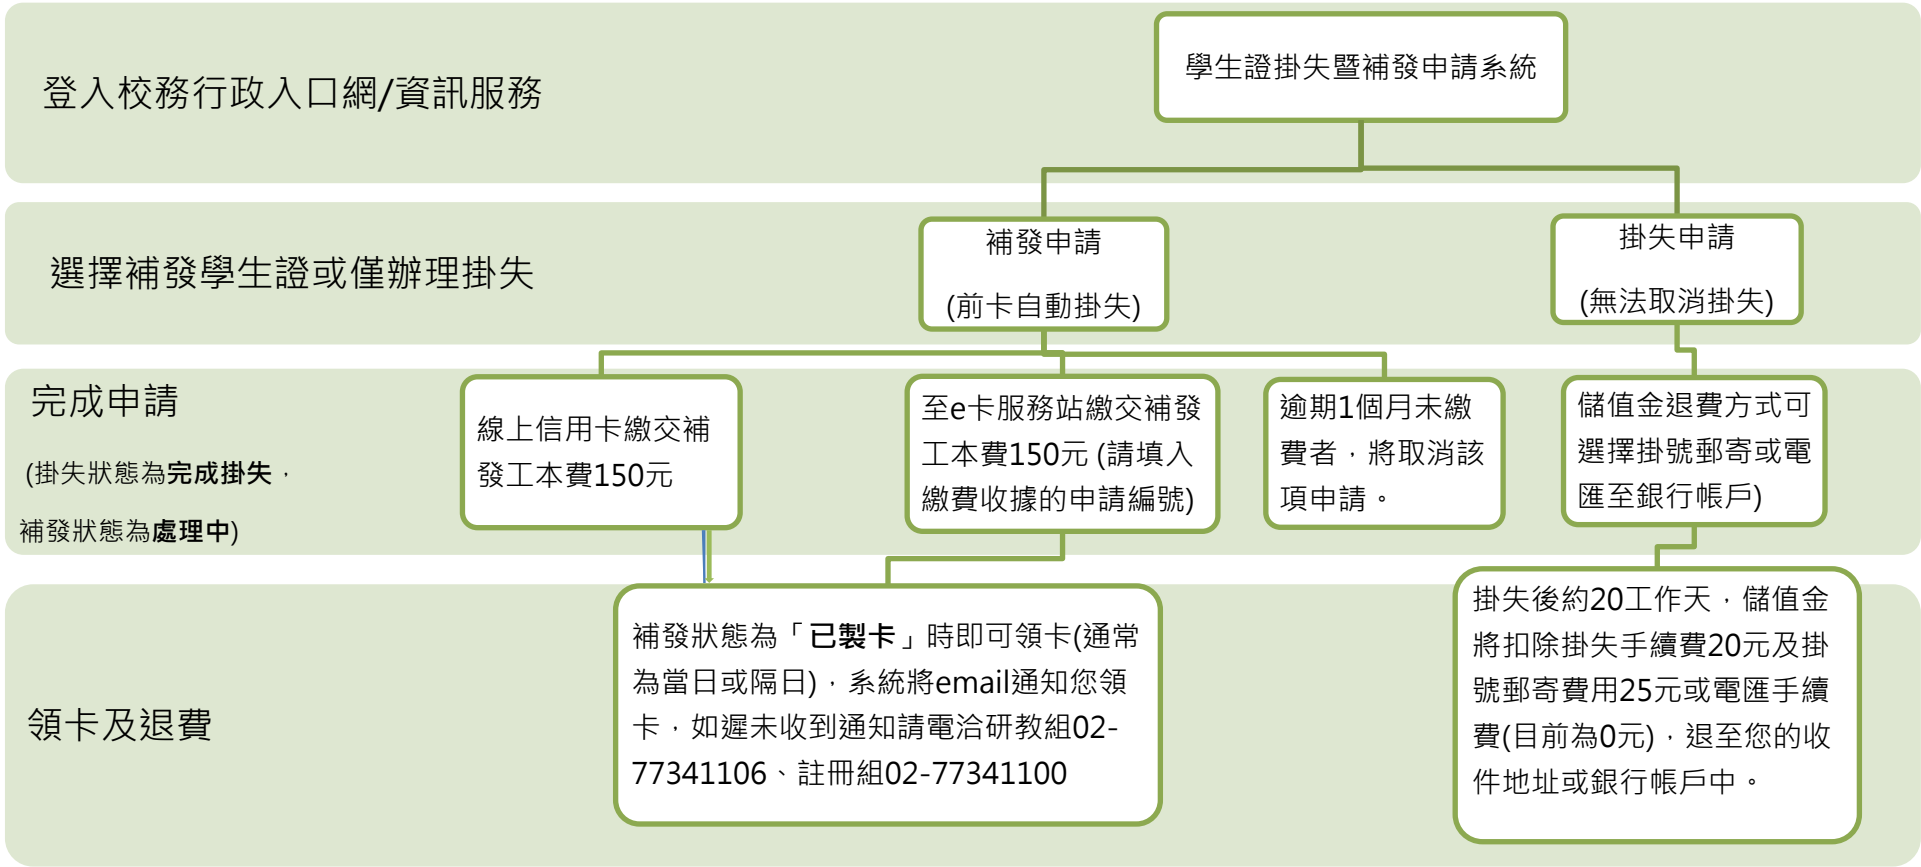 登入校務行政入口網/資訊服務
學生證掛失暨補發申請系統
選擇補發學生證或僅辦理掛失
補發申請
(前卡自動掛失)
掛失申請
(無法取消掛失)
完成申請
(掛失狀態為完成掛失，
補發狀態為處理中)
線上信用卡繳交補
發工本費150元
至e卡服務站繳交補發
工本費150元 (請填入
繳費收據的申請編號)
逾期1個月未繳
費者，將取消該
項申請。
儲值金退費方式可
選擇掛號郵寄或電
匯至銀行帳戶)
領卡及退費
補發狀態為「已製卡」時即可領卡(通常
為當日或隔日)，系統將email通知您領
卡，如遲未收到通知請電洽研教組02-
77341106、註冊組02-77341100
掛失後約20工作天，儲值金
將扣除掛失手續費20元及掛
號郵寄費用25元或電匯手續
費(目前為0元)，退至您的收
件地址或銀行帳戶中。